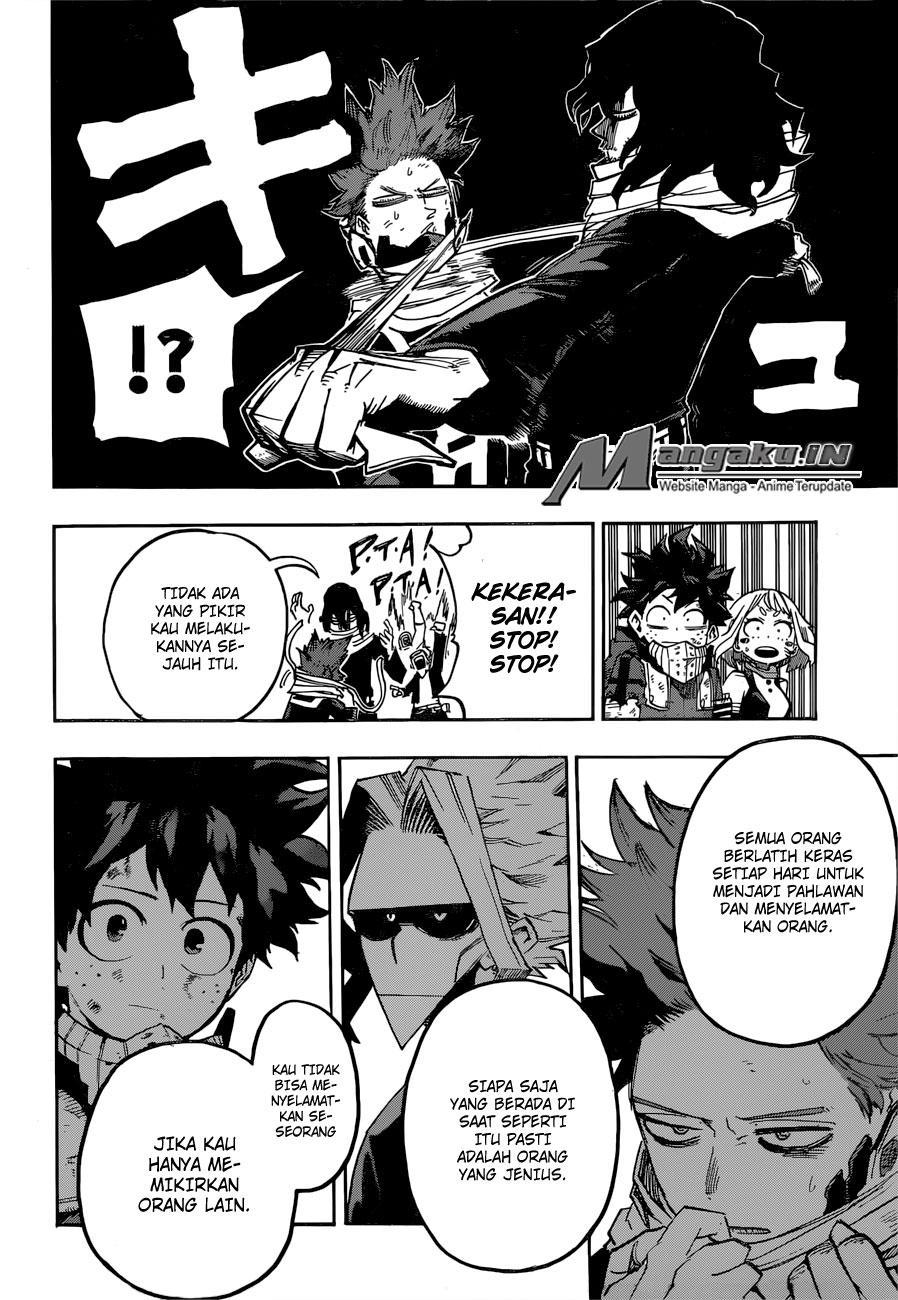 キ
ュ
!?
Mangaku.iN
Website Manga - Anime Terupdate
KEKERA-
SAN!!
STOP!
STOP!
P.T.A!
P.T.A!
TIDAK ADA
YANG PIKIR
KAU MELAKU-
KANNYA SE-
JAUH ITU.
SEMUA ORANG
BERLATIH KERAS
SETIAP HARI UNTUK
MENJADI PAHLAWAN
DAN MENYELAMAT-
KAN ORANG.
SIAPA SAJA
YANG BERADA DI
SAAT SEPERTI
ITU PASTI
ADALAH ORANG
YANG JENIUS.
KAU TIDAK
BISA ME-
NYELAMAT-
KAN SE-
SEORANG
JIKA KAU
HANYA ME-
MIKIRKAN
ORANG LAIN.